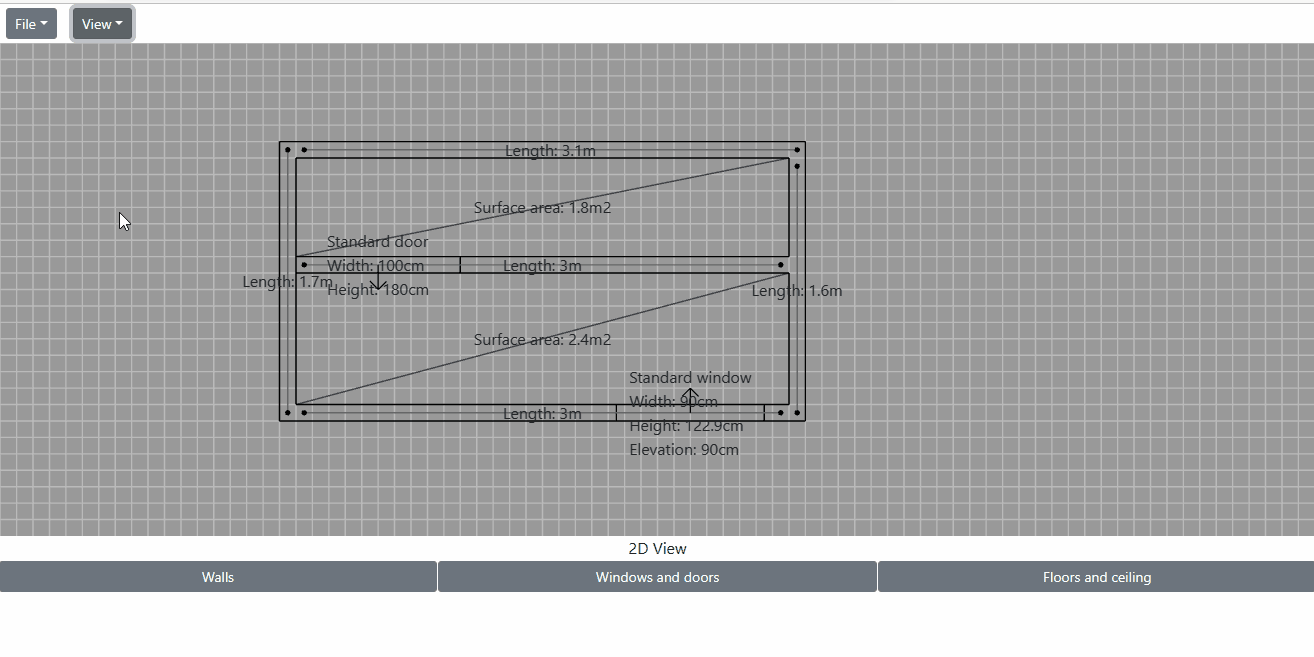 File
View
Length: 3.1m
Surface area: 1.8m2
Standard door
Width: 100cm
Height: 180cm
Length: 3m
Length: 1.7m
Length: 1.6m
Surface area: 2.4m2
Standard window
Width: 90cm
Height: 122.9cm
Elevation: 90cm
Length: 3m
2D View
Walls
Windows and doors
Floors and ceiling